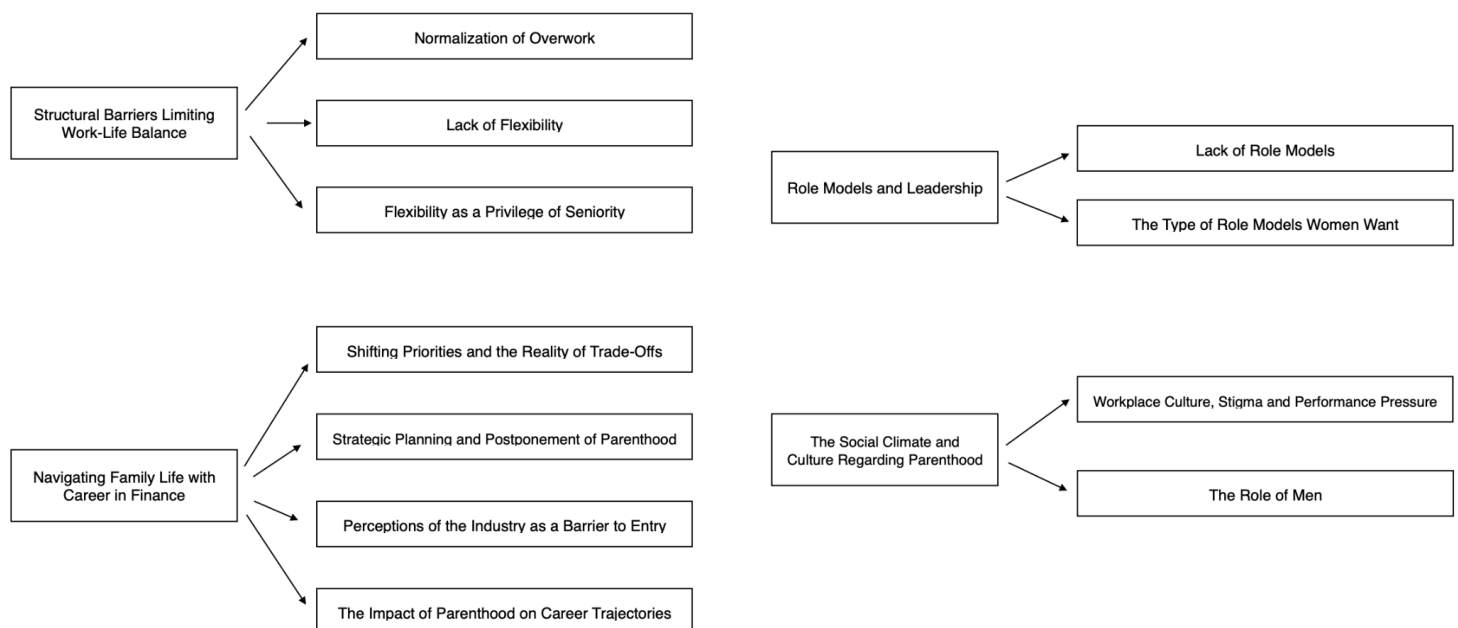 Structural Barriers Limiting
Work-Life Balance
Normalization of Overwork
Lack of Flexibility
Flexibility as a Privilege of Seniority
Navigating Family Life with
Career in Finance
Shifting Priorities and the Reality of Trade-Offs
Strategic Planning and Postponement of Parenthood
Perceptions of the Industry as a Barrier to Entry
The Impact of Parenthood on Career Trajectories
Role Models and Leadership
Lack of Role Models
The Type of Role Models Women Want
The Social Climate and
Culture Regarding Parenthood
Workplace Culture, Stigma and Performance Pressure
The Role of Men